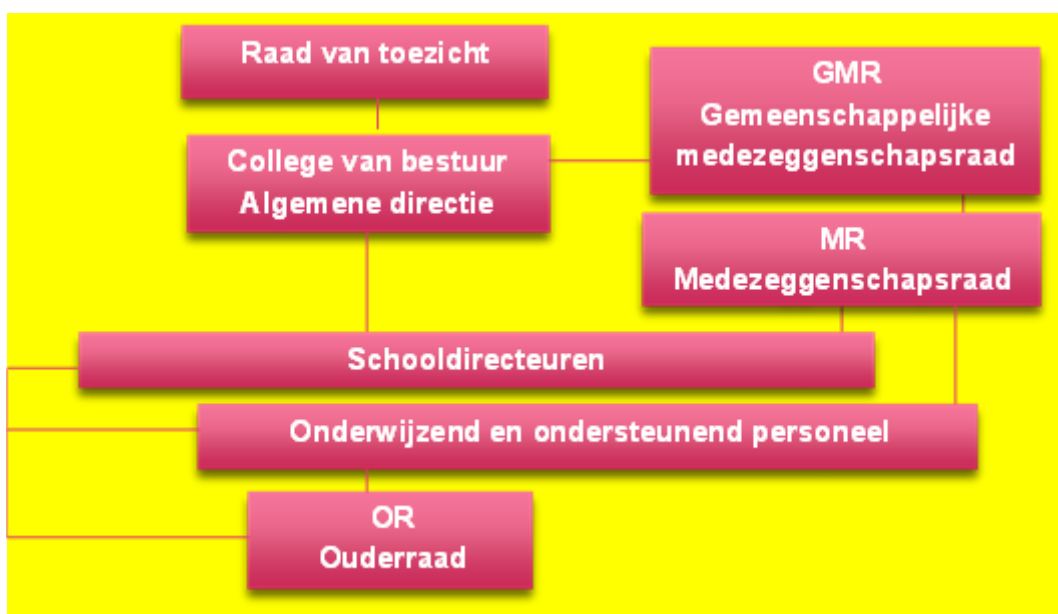 Raad van toezicht
GMR
Gemeenschappelijke
medezeggenschapsraad
College van bestuur
Algemene directie
MR
Medezeggenschapsraad
Schooldirecteuren
Onderwijzend en ondersteunend personeel
OR
Ouderraad